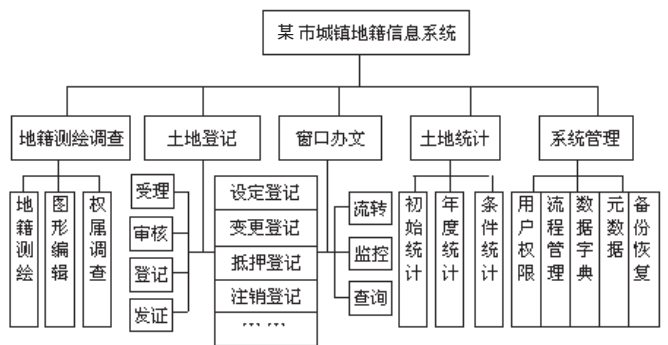 某市城镇地籍信息系统
地籍测绘调查
土地登记
窗口办文
土地统计
系统管理
地籍测绘
图形编辑
权属调查
受理
审核
登记
发证
设定登记
变更登记
抵押登记
注销登记
……
流转
监控
查询
初始统计
年度统计
条件统计
用户权限
流程管理
数据字典
元数据
备份恢复